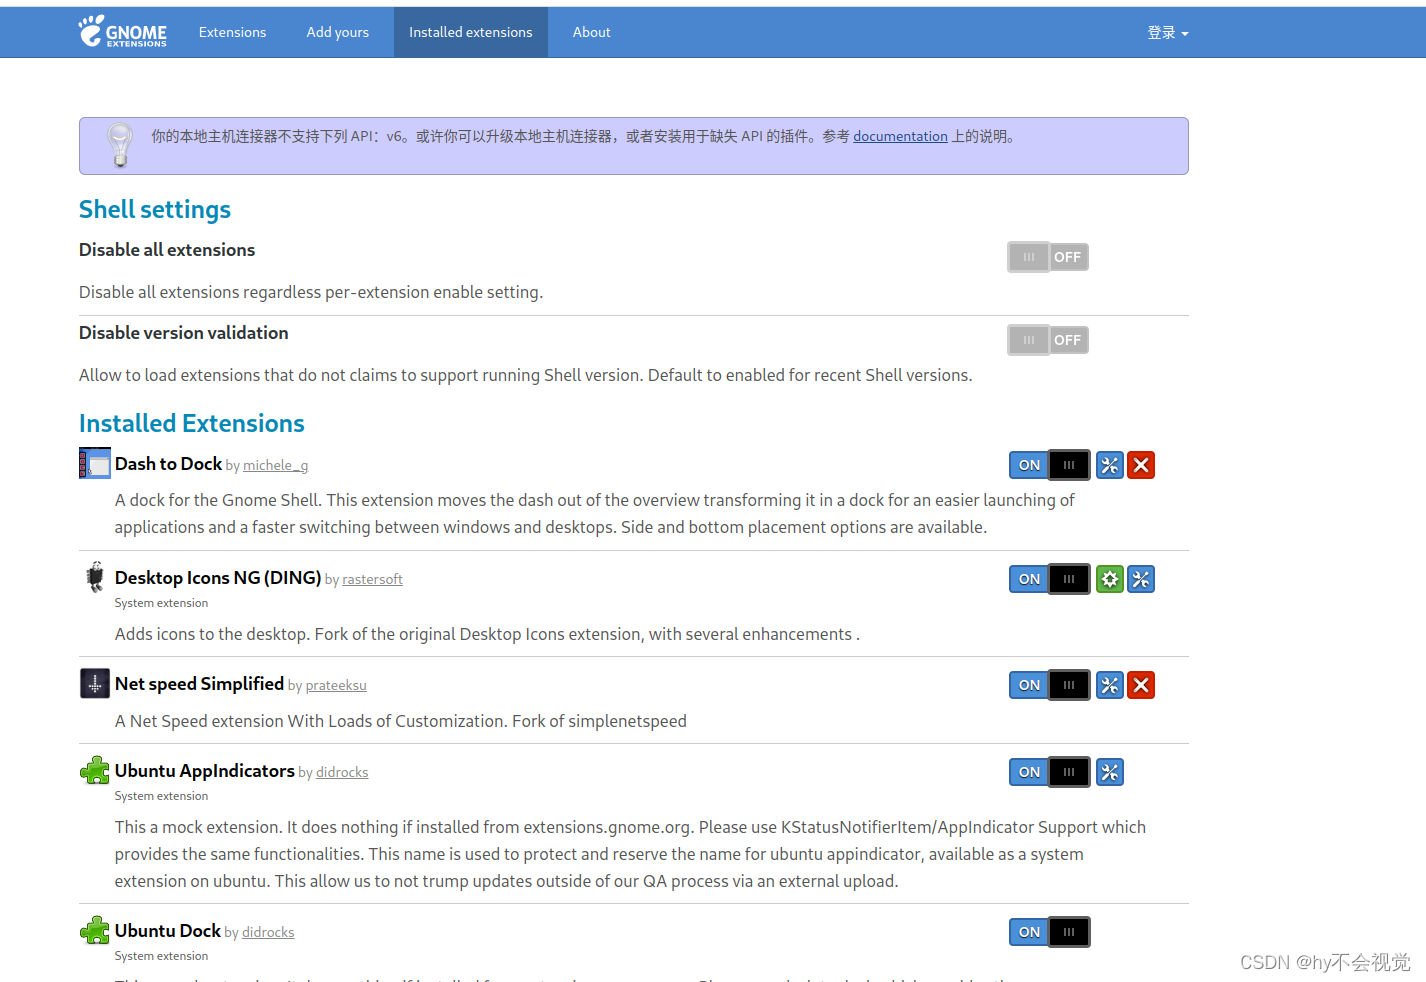 GNOME
EXTENSIONS
Extensions
Add yours
Installed extensions
About
登录
你的本地主机连接器不支持下列 API：v6。或许你可以升级本地主机连接器，或者安装用于缺失 API 的插件。参考 documentation 上的说明。
Shell settings
Disable all extensions
OFF
Disable all extensions regardless per-extension enable setting.
Disable version validation
OFF
Allow to load extensions that do not claims to support running Shell version. Default to enabled for recent Shell versions.
Installed Extensions
Dash to Dock by michele_g
ON
A dock for the Gnome Shell. This extension moves the dash out of the overview transforming it in a dock for an easier launching of
applications and a faster switching between windows and desktops. Side and bottom placement options are available.
Desktop Icons NG (DING) by rastersoft
ON
System extension
Adds icons to the desktop. Fork of the original Desktop Icons extension, with several enhancements .
Net speed Simplified by prateeksu
ON
A Net Speed extension With Loads of Customization. Fork of simplenetspeed
Ubuntu AppIndicators by didrocks
ON
System extension
This a mock extension. It does nothing if installed from extensions.gnome.org. Please use KStatusNotifierItem/AppIndicator Support which
provides the same functionalities. This name is used to protect and reserve the name for ubuntu appindicator, available as a system
extension on ubuntu. This allow us to not trump updates outside of our QA process via an external upload.
Ubuntu Dock by didrocks
ON
System extension
CSDN @hy不会视觉